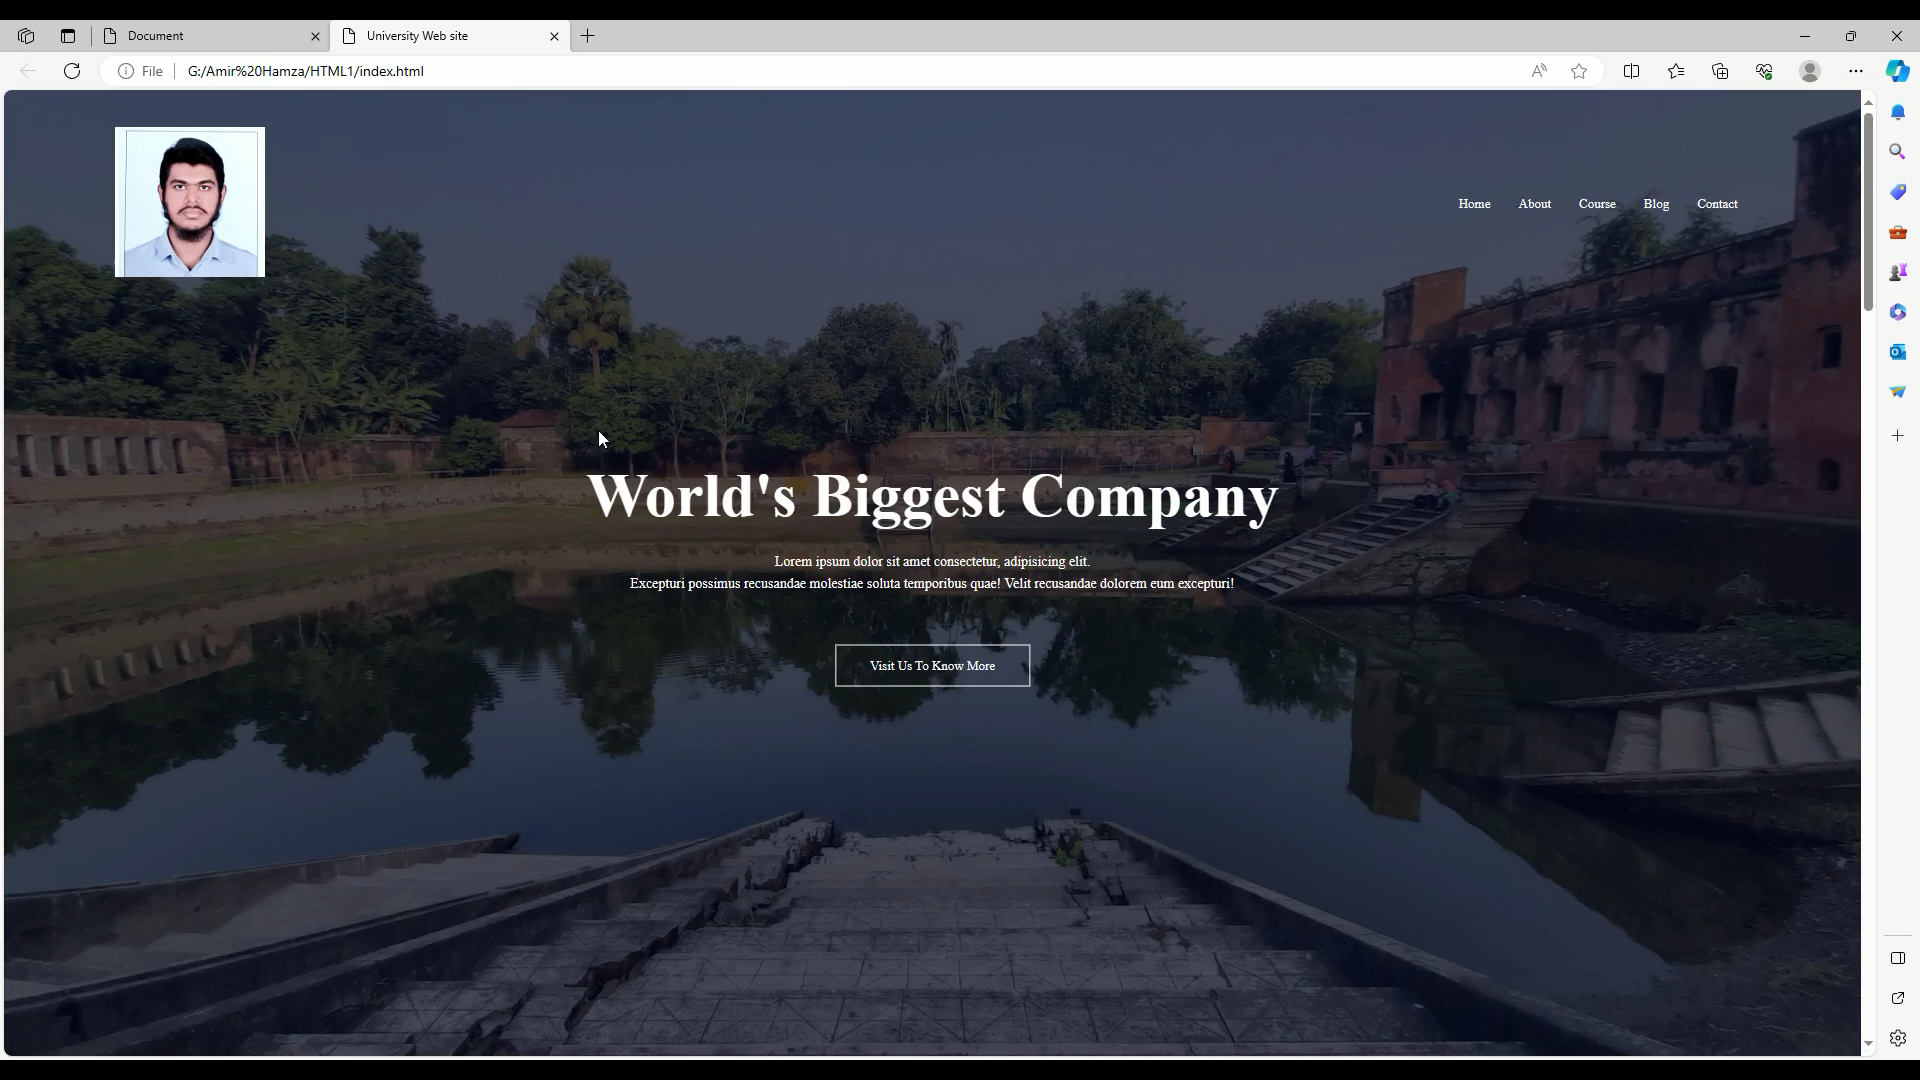 Document
University Web site
File
G:/Amir%20Hamza/HTML1/index.html
Home About Course Blog Contact
World's Biggest Company
Lorem ipsum dolor sit amet consectetur, adipisicing elit.
Excepturi possimus recusandae molestiae soluta temporibus quae! Velit recusandae dolorem eum excepturi!
Visit Us To Know More